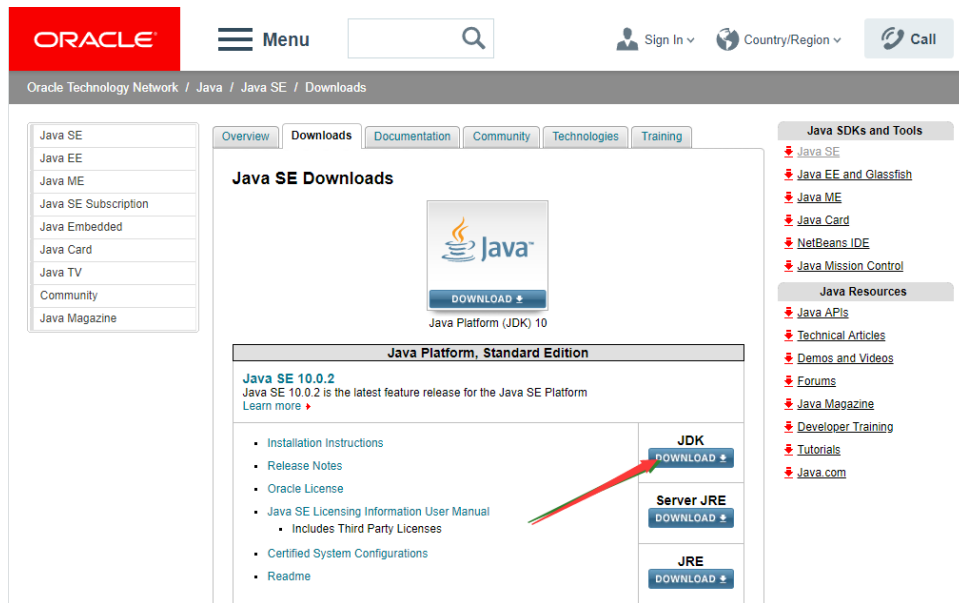 ORACLE
Menu
Sign In
Country/Region
Call
Oracle Technology Network / Java / Java SE / Downloads
Java SE
Java EE
Java ME
Java SE Subscription
Java Embedded
Java Card
Java TV
Community
Java Magazine
Overview
Downloads
Documentation
Community
Technologies
Training
Java SE Downloads
Java
DOWNLOAD
Java Platform (JDK) 10
Java Platform, Standard Edition
Java SE 10.0.2
Java SE 10.0.2 is the latest feature release for the Java SE Platform
Learn more
Installation Instructions
Release Notes
Oracle License
Java SE Licensing Information User Manual
Includes Third Party Licenses
Certified System Configurations
Readme
JDK
DOWNLOAD
Server JRE
DOWNLOAD
JRE
DOWNLOAD
Java SDKs and Tools
Java SE
Java EE and Glassfish
Java ME
Java Card
NetBeans IDE
Java Mission Control
Java Resources
Java APIs
Technical Articles
Demos and Videos
Forums
Java Magazine
Developer Training
Tutorials
Java.com